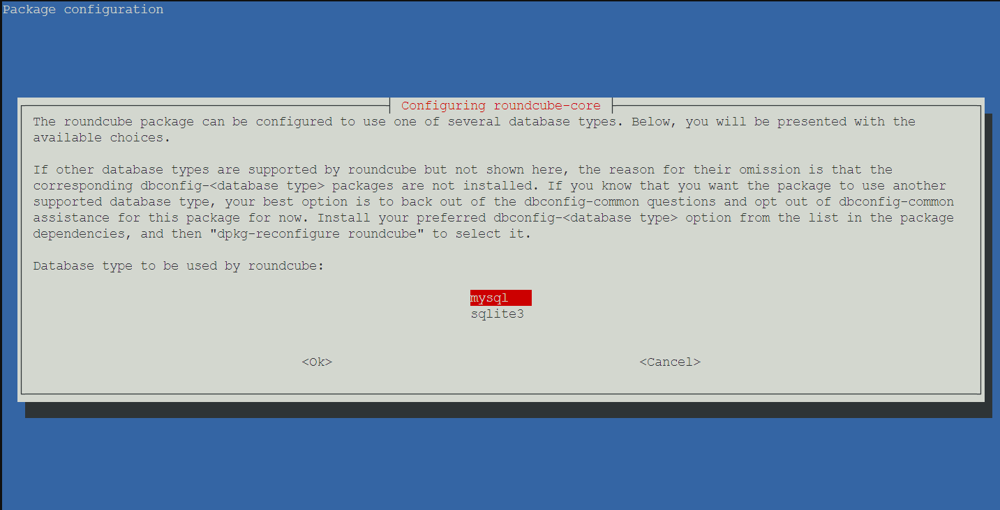 Package configuration
Configuring roundcube-core
The roundcube package can be configured to use one of several database types. Below, you will be presented with the
available choices.
If other database types are supported by roundcube but not shown here, the reason for their omission is that the
corresponding dbconfig-<database type> packages are not installed. If you know that you want the package to use another
supported database type, your best option is to back out of the dbconfig-common questions and opt out of dbconfig-common
assistance for this package for now. Install your preferred dbconfig-<database type> option from the list in the package
dependencies, and then "dpkg-reconfigure roundcube" to select it.
Database type to be used by roundcube:
mysql
sqlite3
<Ok> <Cancel>